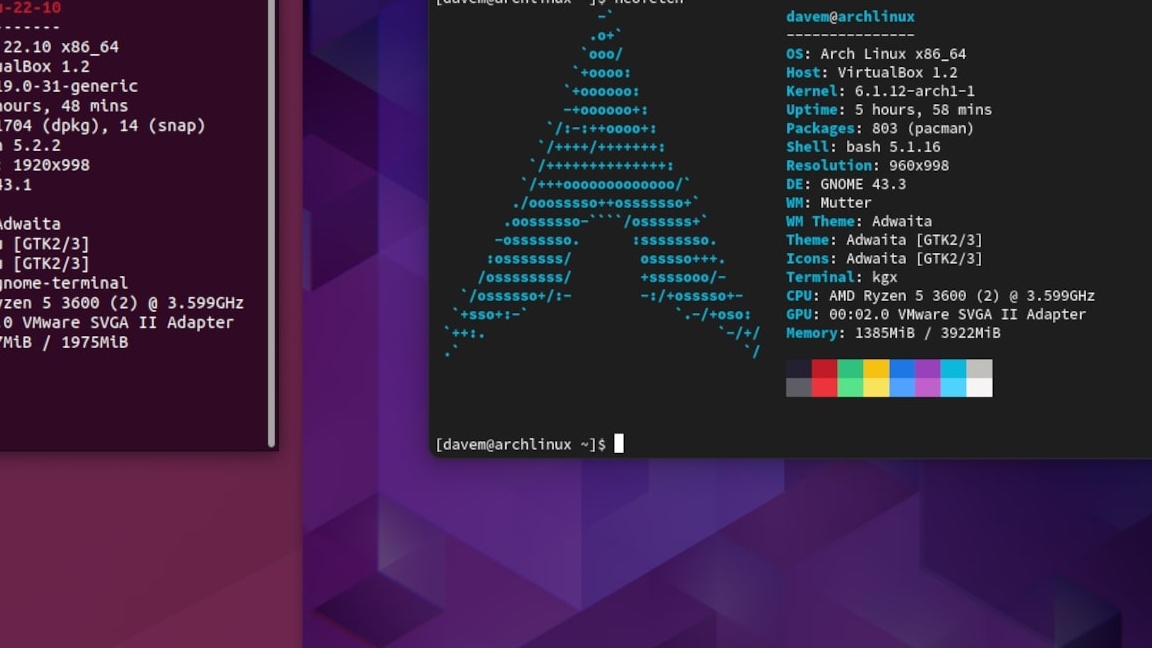 u-22-10
-------
22.10 x86_64
ualBox 1.2
19.0-31-generic
hours, 48 mins
1704 (dpkg), 14 (snap)
5.2.2
: 1920x998
43.1
Adwaita
[GTK2/3]
[GTK2/3]
gnome-terminal
yzen 5 3600 (2) @ 3.599GHz
.0 VMware SVGA II Adapter
7MiB / 1975MiB
[davem@archlinux ~]$ neofetch
davem@archlinux
---------------
OS: Arch Linux x86_64
Host: VirtualBox 1.2
Kernel: 6.1.12-arch1-1
Uptime: 5 hours, 58 mins
Packages: 803 (pacman)
Shell: bash 5.1.16
Resolution: 960x998
DE: GNOME 43.3
WM: Mutter
WM Theme: Adwaita
Theme: Adwaita [GTK2/3]
Icons: Adwaita [GTK2/3]
Terminal: kgx
CPU: AMD Ryzen 5 3600 (2) @ 3.599GHz
GPU: 00:02.0 VMware SVGA II Adapter
Memory: 1385MiB / 3922MiB
[davem@archlinux ~]$